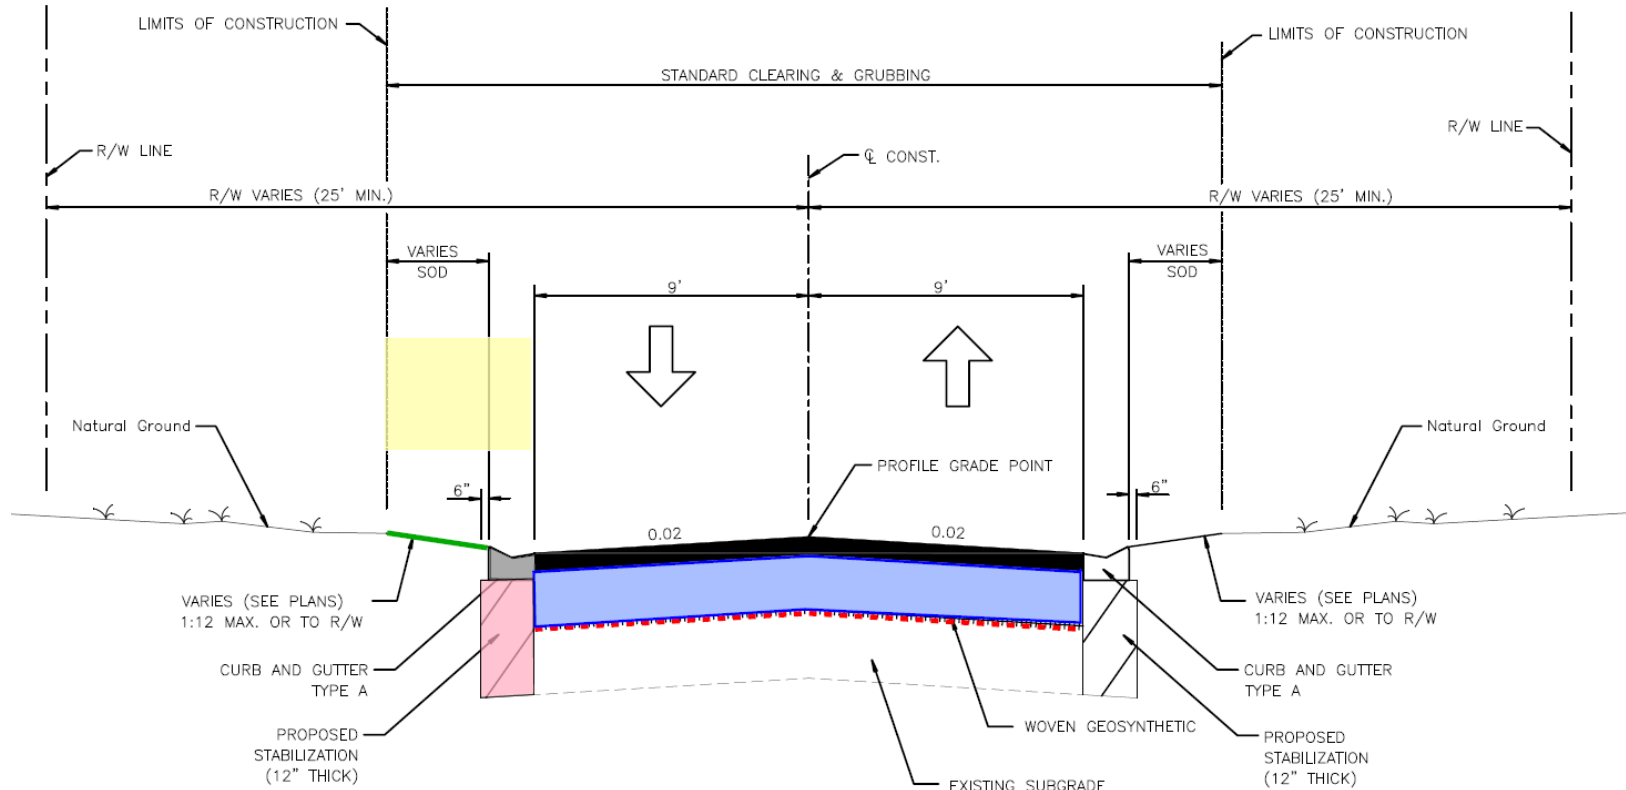 LIMITS OF CONSTRUCTION
LIMITS OF CONSTRUCTION
STANDARD CLEARING & GRUBBING
R/W LINE
R/W LINE
℄ CONST.
R/W VARIES (25' MIN.)
R/W VARIES (25' MIN.)
VARIES
SOD
VARIES
SOD
9'
9'
Natural Ground
Natural Ground
PROFILE GRADE POINT
6"
6"
0.02
0.02
VARIES (SEE PLANS)
1:12 MAX. OR TO R/W
VARIES (SEE PLANS)
1:12 MAX. OR TO R/W
CURB AND GUTTER
TYPE A
CURB AND GUTTER
TYPE A
WOVEN GEOSYNTHETIC
PROPOSED
STABILIZATION
(12" THICK)
PROPOSED
STABILIZATION
(12" THICK)
EXISTING SUBGRADE